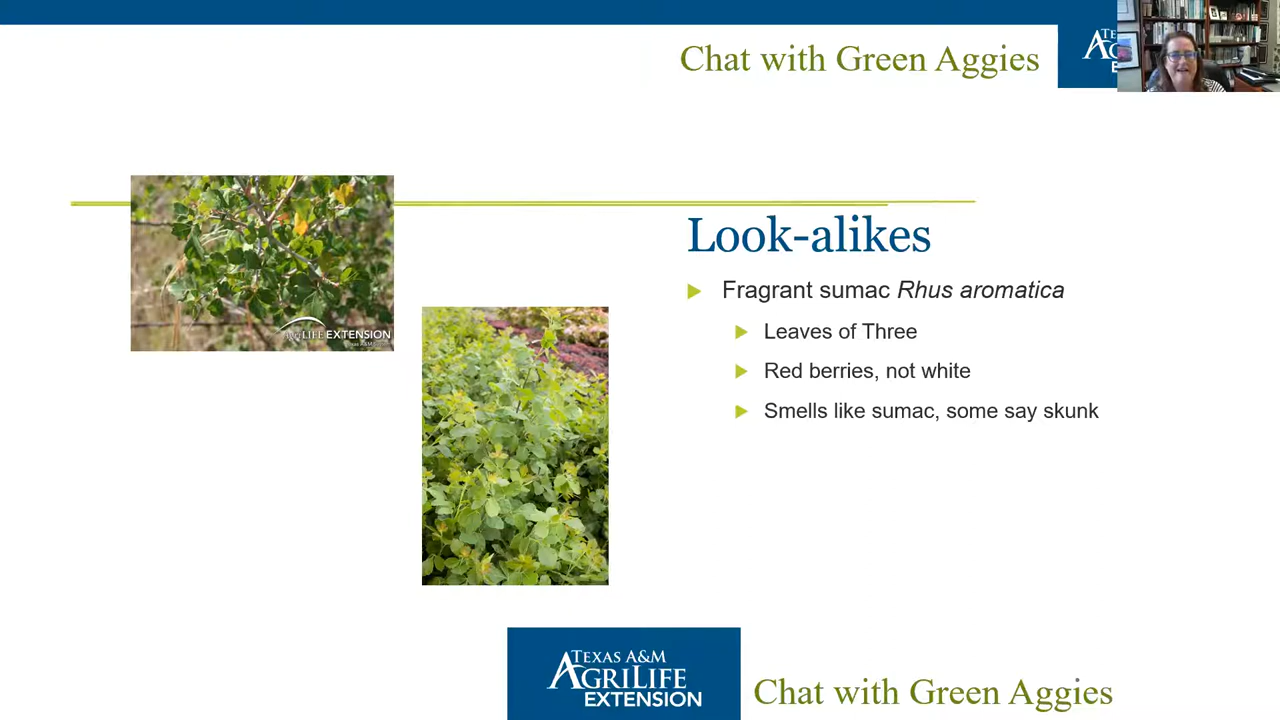 Chat with Green Aggies
Look-alikes
Fragrant sumac Rhus aromatica
Leaves of Three
Red berries, not white
Smells like sumac, some say skunk
EXTENSION
TEXAS A&M
AGRILIFE
EXTENSION
Chat with Green Aggies